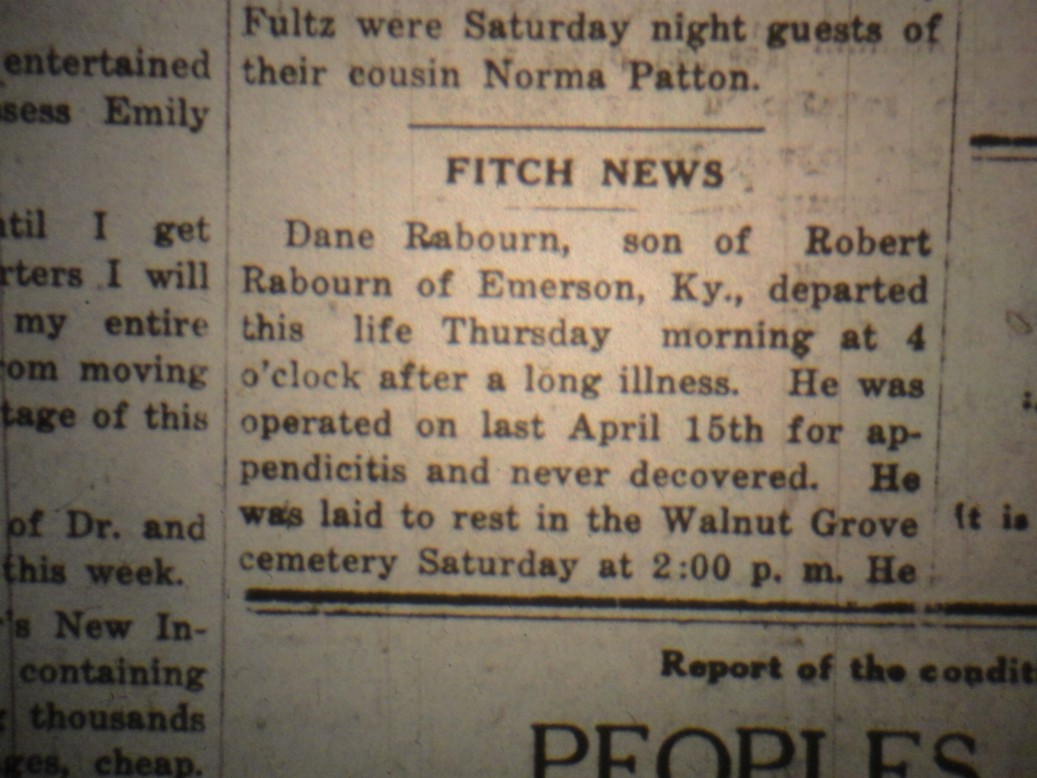 entertained
Emily
I get
I will
my entire
moving
of this
of Dr. and
this week.
New In-
containing
thousands
cheap.
Fultz were Saturday night guests of
their cousin Norma Patton.
FITCH NEWS
Dane Rabourn, son of Robert
Rabourn of Emerson, Ky., departed
this life Thursday morning at 4
o'clock after a long illness. He was
operated on last April 15th for ap-
pendicitis and never decovered. He
was laid to rest in the Walnut Grove
cemetery Saturday at 2:00 p. m. He
It is
Report of the condit
PEOPLES